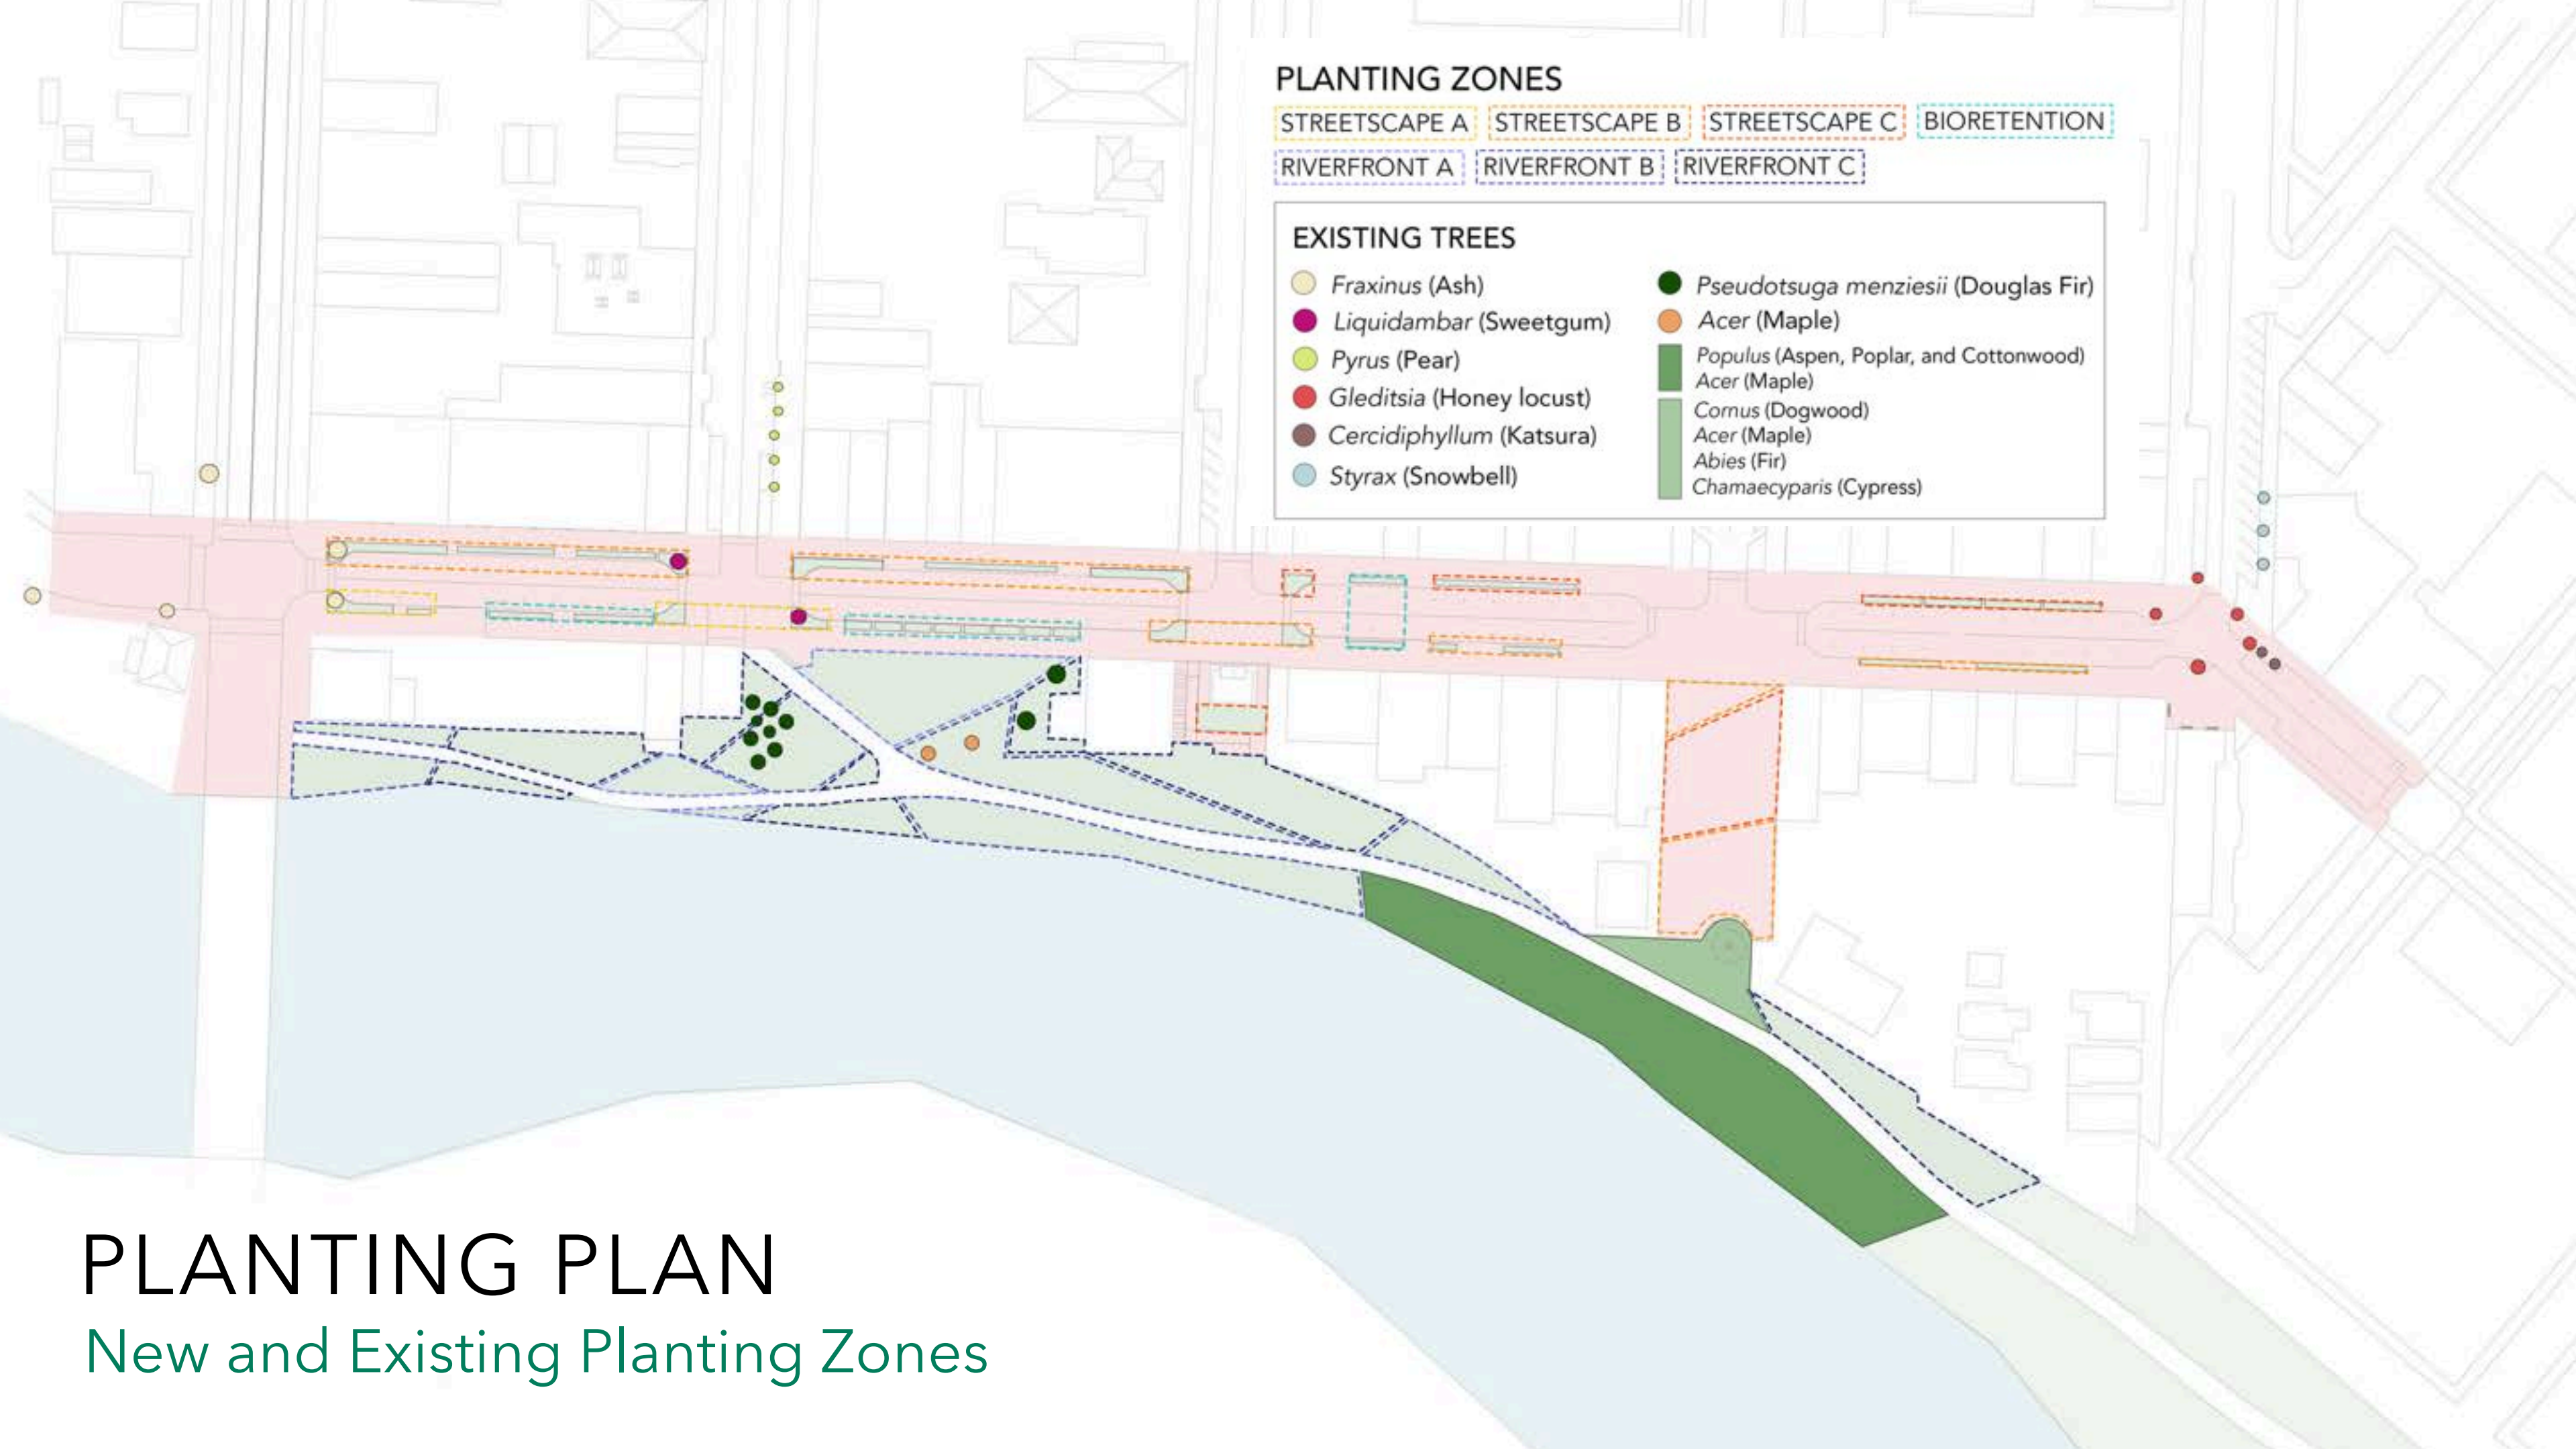 PLANTING ZONES
STREETSCAPE A STREETSCAPE B STREETSCAPE C BIORETENTION
RIVERFRONT A RIVERFRONT B RIVERFRONT C
EXISTING TREES
Fraxinus (Ash)
Liquidambar (Sweetgum)
Pyrus (Pear)
Gleditsia (Honey locust)
Cercidiphyllum (Katsura)
Styrax (Snowbell)
Pseudotsuga menziesii (Douglas Fir)
Acer (Maple)
Populus (Aspen, Poplar, and Cottonwood)
Acer (Maple)
Cornus (Dogwood)
Acer (Maple)
Abies (Fir)
Chamaecyparis (Cypress)
PLANTING PLAN
New and Existing Planting Zones